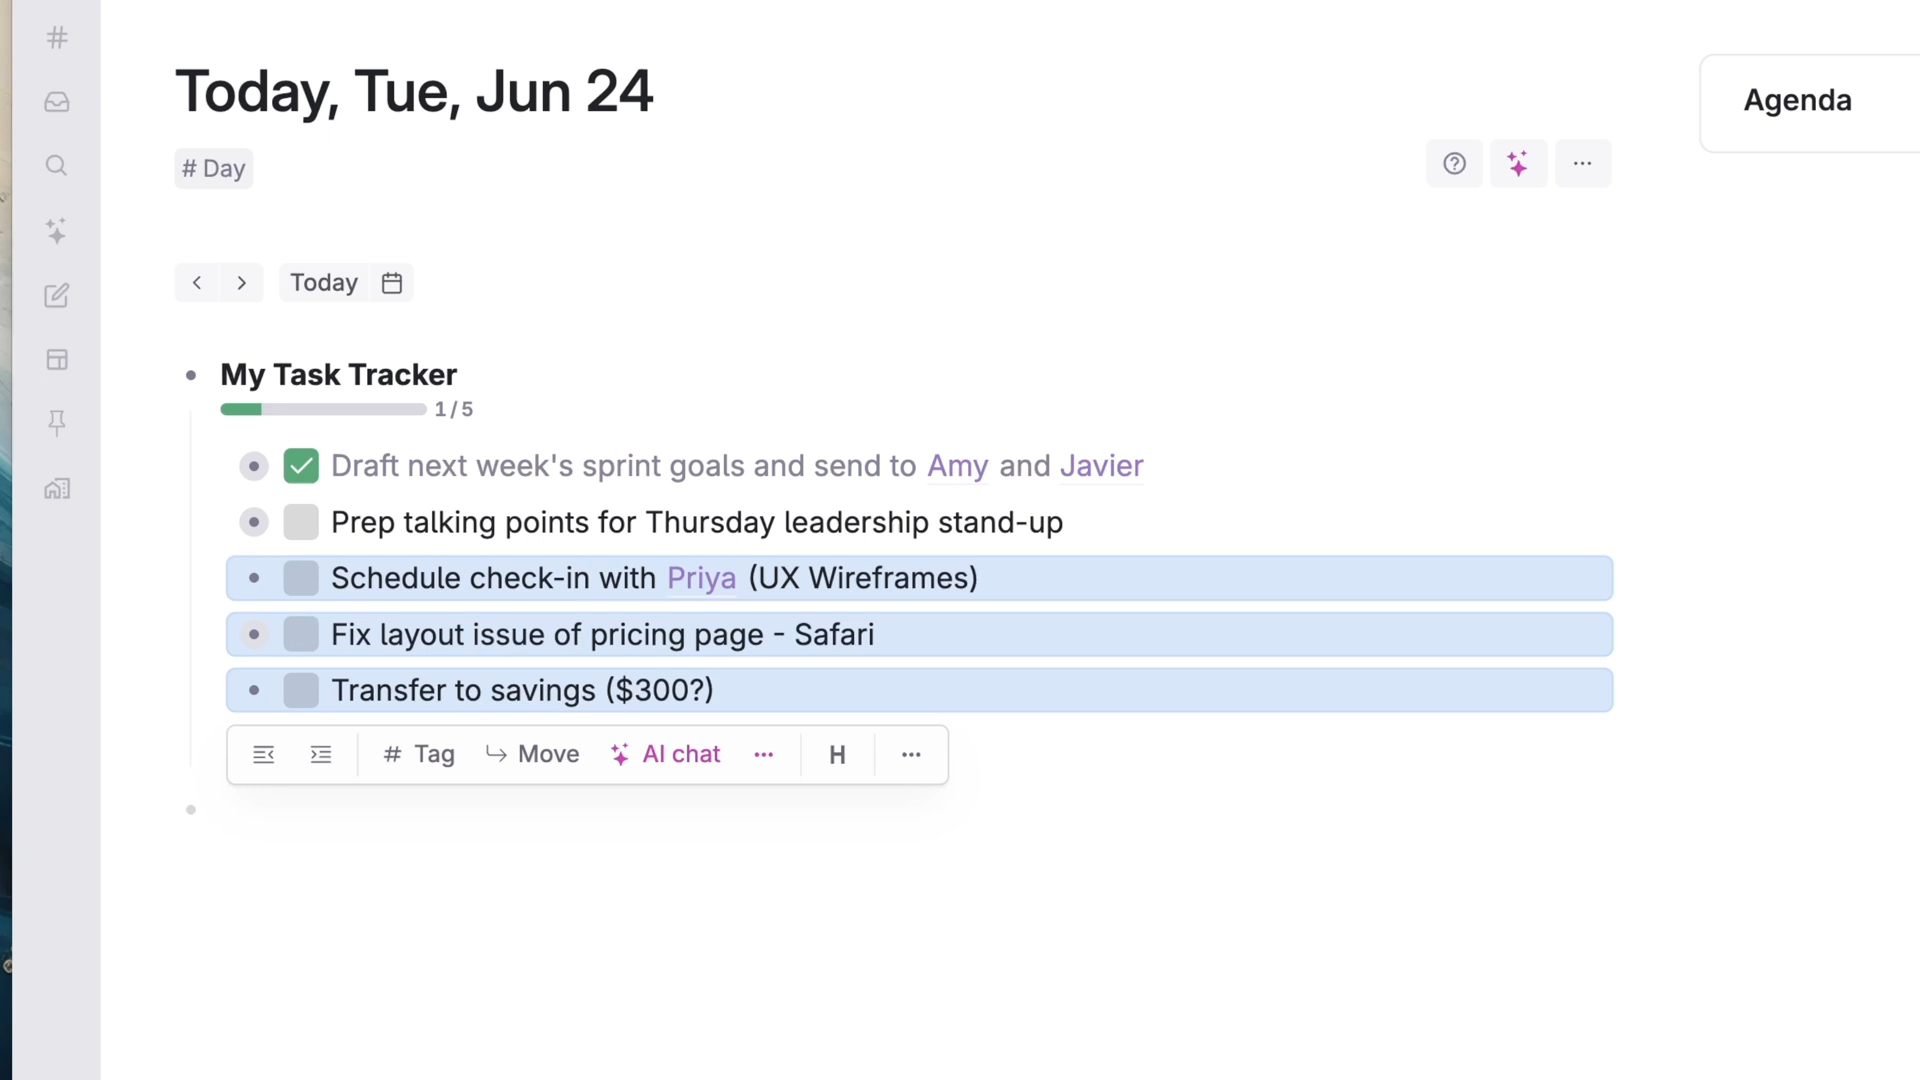 Today, Tue, Jun 24
Agenda
# Day
Today
My Task Tracker
1 / 5
Draft next week's sprint goals and send to Amy and Javier
Prep talking points for Thursday leadership stand-up
Schedule check-in with Priya (UX Wireframes)
Fix layout issue of pricing page - Safari
Transfer to savings ($300?)
# Tag Move AI chat ... H ...